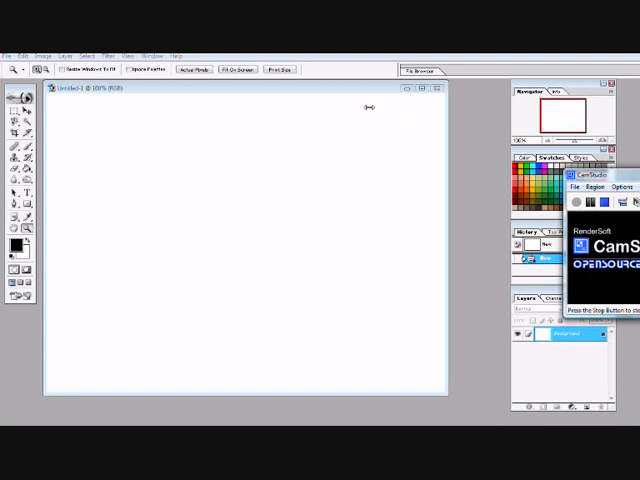 File Edit Image Layer Select Filter View Window Help
Resize Windows To Fit Ignore Palettes Actual Pixels Fit On Screen Print Size
File Browser
Untitled-1 @ 100% (RGB)
Navigator Info
100%
Color Swatches Styles
CamStudio
File Region Options
RenderSoft
CamS
OPENSOURCE
History
New
New
Layers
Normal
Background
Press the Stop Button to